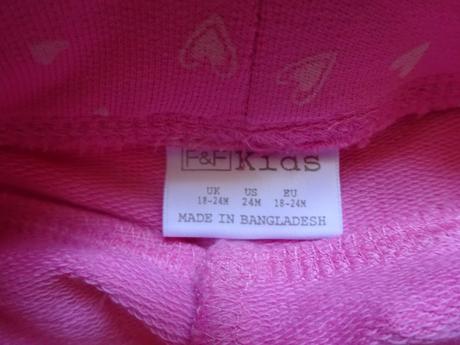 F&F Kids
UK US EU
18-24M 24M 18-24M
MADE IN BANGLADESH